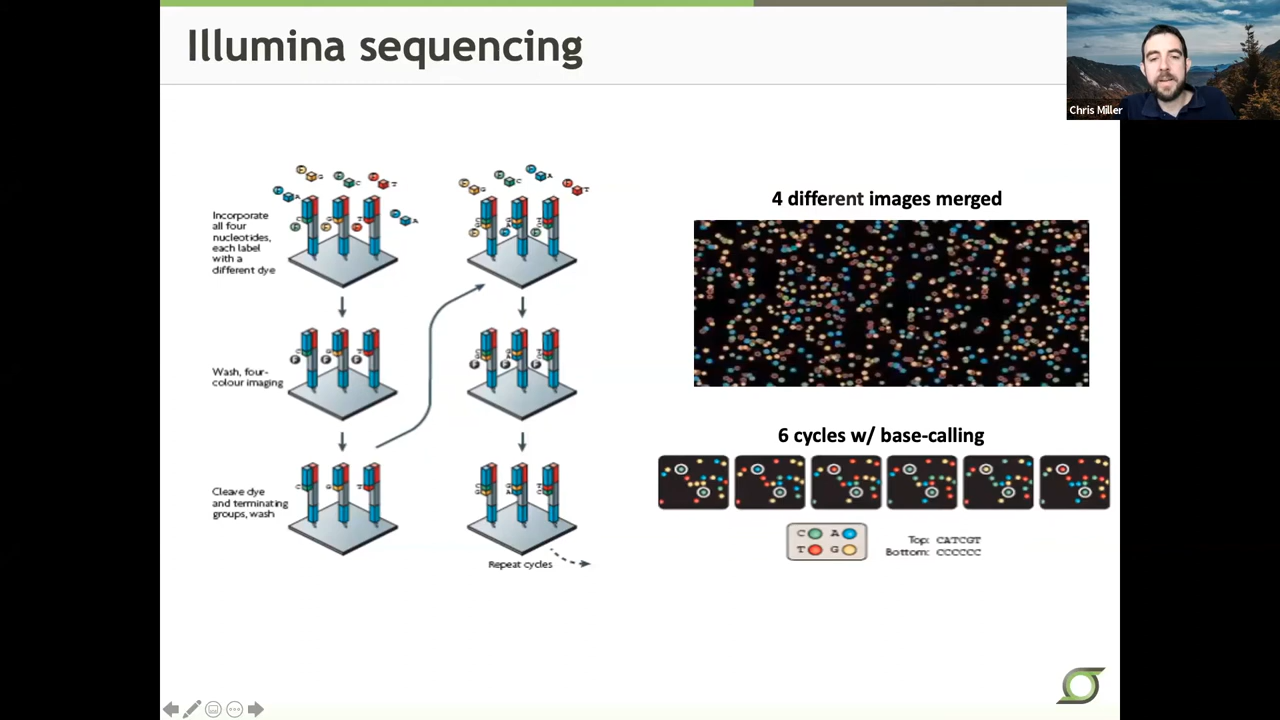 Illumina sequencing
Chris Miller
Incorporate
all four
nucleotides,
each label
with a
different dye
Wash, four-
colour imaging
Cleave dye
and terminating
groups, wash
Repeat cycles
4 different images merged
6 cycles w/ base-calling
C A
T G
Top: CATCGT
Bottom: CCCCCC